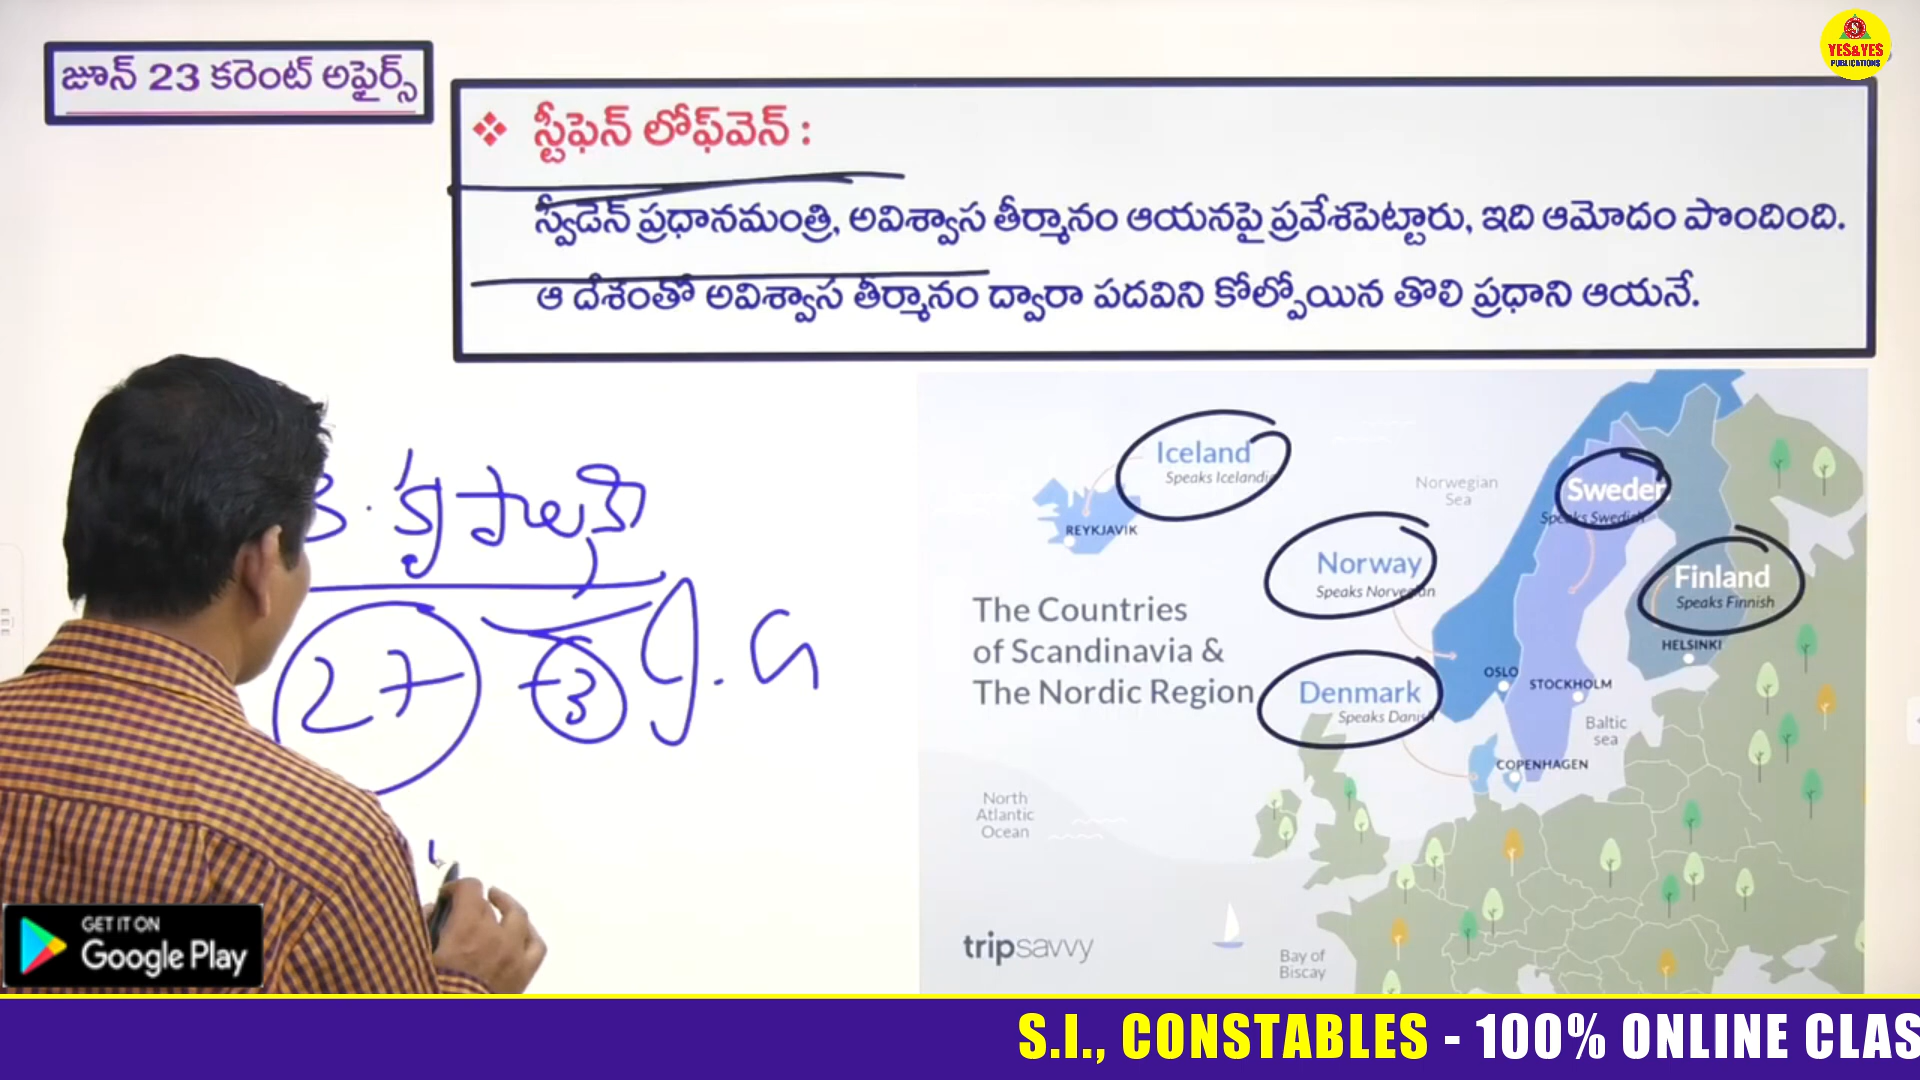 జూన్ 23 కరెంట్ అఫైర్స్
YES&YES
PUBLICATIONS
❖ స్టీఫెన్ లోఫ్‌వెన్ :
స్వీడెన్ ప్రధానమంత్రి, అవిశ్వాస తీర్మానం ఆయనపై ప్రవేశపెట్టారు, ఇది ఆమోదం పొందింది.
ఆ దేశంతో అవిశ్వాస తీర్మానం ద్వారా పదవిని కోల్పోయిన తొలి ప్రధాని ఆయనే.
27
3
Iceland
Speaks Icelandic
REYKJAVIK
Norwegian
Sea
Sweden
Speaks Swedish
Norway
Speaks Norwegian
Finland
Speaks Finnish
HELSINKI
The Countries
of Scandinavia &
The Nordic Region
Denmark
Speaks Danish
OSLO
STOCKHOLM
Baltic
sea
COPENHAGEN
North
Atlantic
Ocean
tripsavvy
Bay of
Biscay
GET IT ON
Google Play
S.I., CONSTABLES - 100% ONLINE CLAS